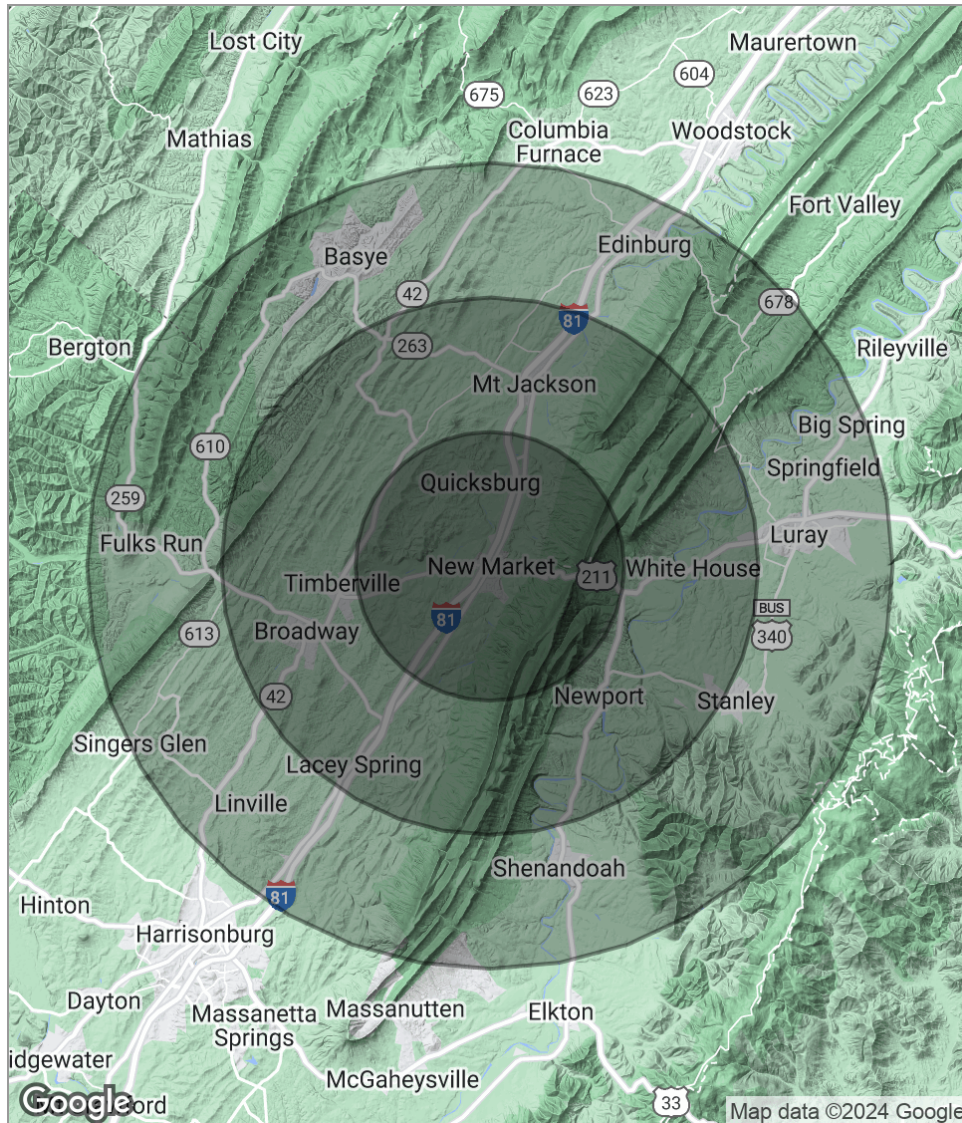 Lost City
Maurertown
604
675
623
Mathias
Columbia
Furnace
Woodstock
Fort Valley
Edinburg
Basye
42
678
81
Bergton
263
Rileyville
Mt Jackson
Big Spring
610
Springfield
Quicksburg
259
Luray
Fulks Run
New Market
White House
211
Timberville
BUS
340
81
Broadway
613
42
Newport
Stanley
Singers Glen
Lacey Spring
Linville
Shenandoah
81
Hinton
Harrisonburg
Dayton
Massanetta
Springs
Massanutten
Elkton
idgewater
McGaheysville
Google
ord
33
Map data ©2024 Google